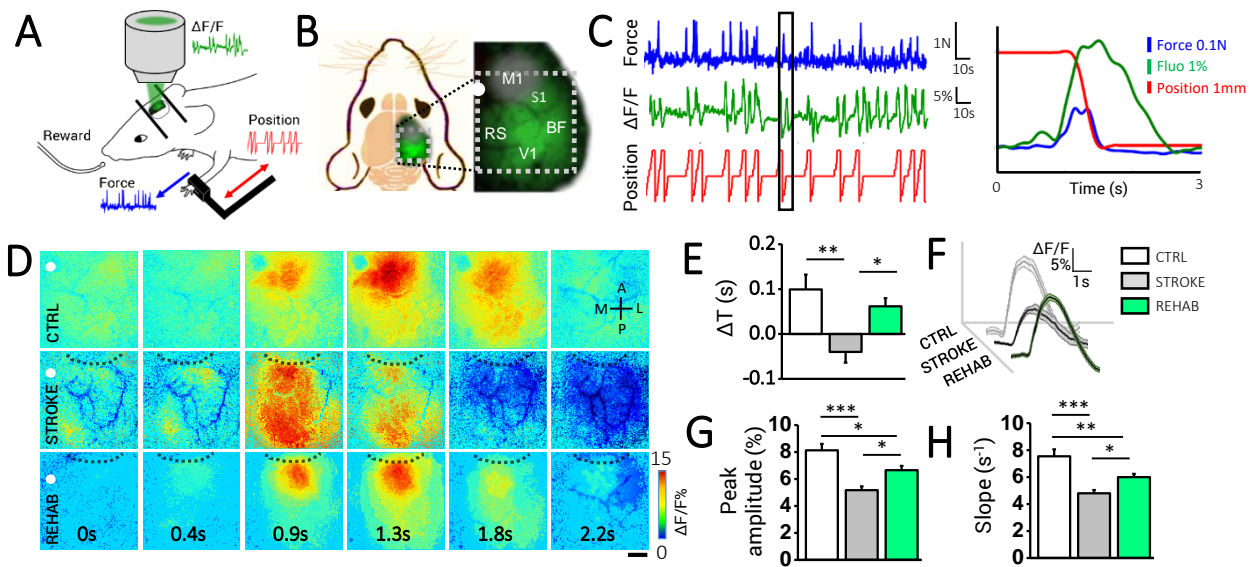 A
ΔF/F
Reward
Position
Force
B
M1
S1
RS
BF
V1
C
Force
ΔF/F
Position
1N
10s
5%
10s
Force 0.1N
Fluo 1%
Position 1mm
0
Time (s)
3
D
CTRL
STROKE
REHAB
A
M
L
P
0s
0.4s
0.9s
1.3s
1.8s
2.2s
15
0
ΔF/F%
E
ΔT (s)
0.2
0.1
0.0
-0.1
**
*
F
ΔF/F
5%
1s
CTRL
STROKE
REHAB
CTRL
STROKE
REHAB
G
Peak
amplitude (%)
10
8
6
4
2
0
***
*
*
H
Slope (s⁻¹)
10
8
6
4
2
0
***
**
*